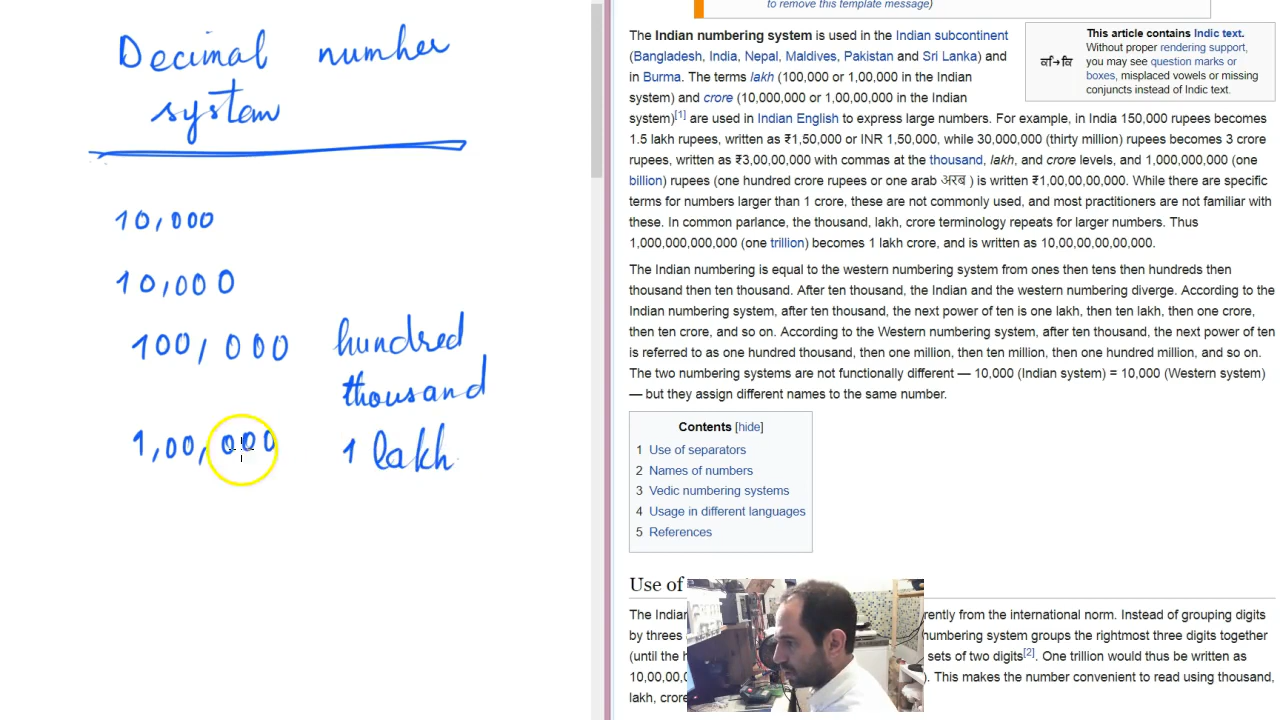 Decimal number
system
10,000
10,000
100,000 hundred
thousand
1,00,000 1 lakh
to remove this template message)
The Indian numbering system is used in the Indian subcontinent
(Bangladesh, India, Nepal, Maldives, Pakistan and Sri Lanka) and
in Burma. The terms lakh (100,000 or 1,00,000 in the Indian
system) and crore (10,000,000 or 1,00,00,000 in the Indian
system)[1] are used in Indian English to express large numbers. For example, in India 150,000 rupees becomes
1.5 lakh rupees, written as ₹1,50,000 or INR 1,50,000, while 30,000,000 (thirty million) rupees becomes 3 crore
rupees, written as ₹3,00,00,000 with commas at the thousand, lakh, and crore levels, and 1,000,000,000 (one
billion) rupees (one hundred crore rupees or one arab अरब ) is written ₹1,00,00,00,000. While there are specific
terms for numbers larger than 1 crore, these are not commonly used, and most practitioners are not familiar with
these. In common parlance, the thousand, lakh, crore terminology repeats for larger numbers. Thus
1,000,000,000,000 (one trillion) becomes 1 lakh crore, and is written as 10,00,00,00,00,000.
This article contains Indic text.
Without proper rendering support,
you may see question marks or
boxes, misplaced vowels or missing
conjuncts instead of Indic text.
The Indian numbering is equal to the western numbering system from ones then tens then hundreds then
thousand then ten thousand. After ten thousand, the Indian and the western numbering diverge. According to the
Indian numbering system, after ten thousand, the next power of ten is one lakh, then ten lakh, then one crore,
then ten crore, and so on. According to the Western numbering system, after ten thousand, the next power of ten
is referred to as one hundred thousand, then one million, then ten million, then one hundred million, and so on.
The two numbering systems are not functionally different — 10,000 (Indian system) = 10,000 (Western system)
— but they assign different names to the same number.
Contents [hide]
1 Use of separators
2 Names of numbers
3 Vedic numbering systems
4 Usage in different languages
5 References
Use of
The Indian rently from the international norm. Instead of grouping digits
by threes numbering system groups the rightmost three digits together
(until the h sets of two digits[2]. One trillion would thus be written as
10,00,00,0 ). This makes the number convenient to read using thousand,
lakh, crore